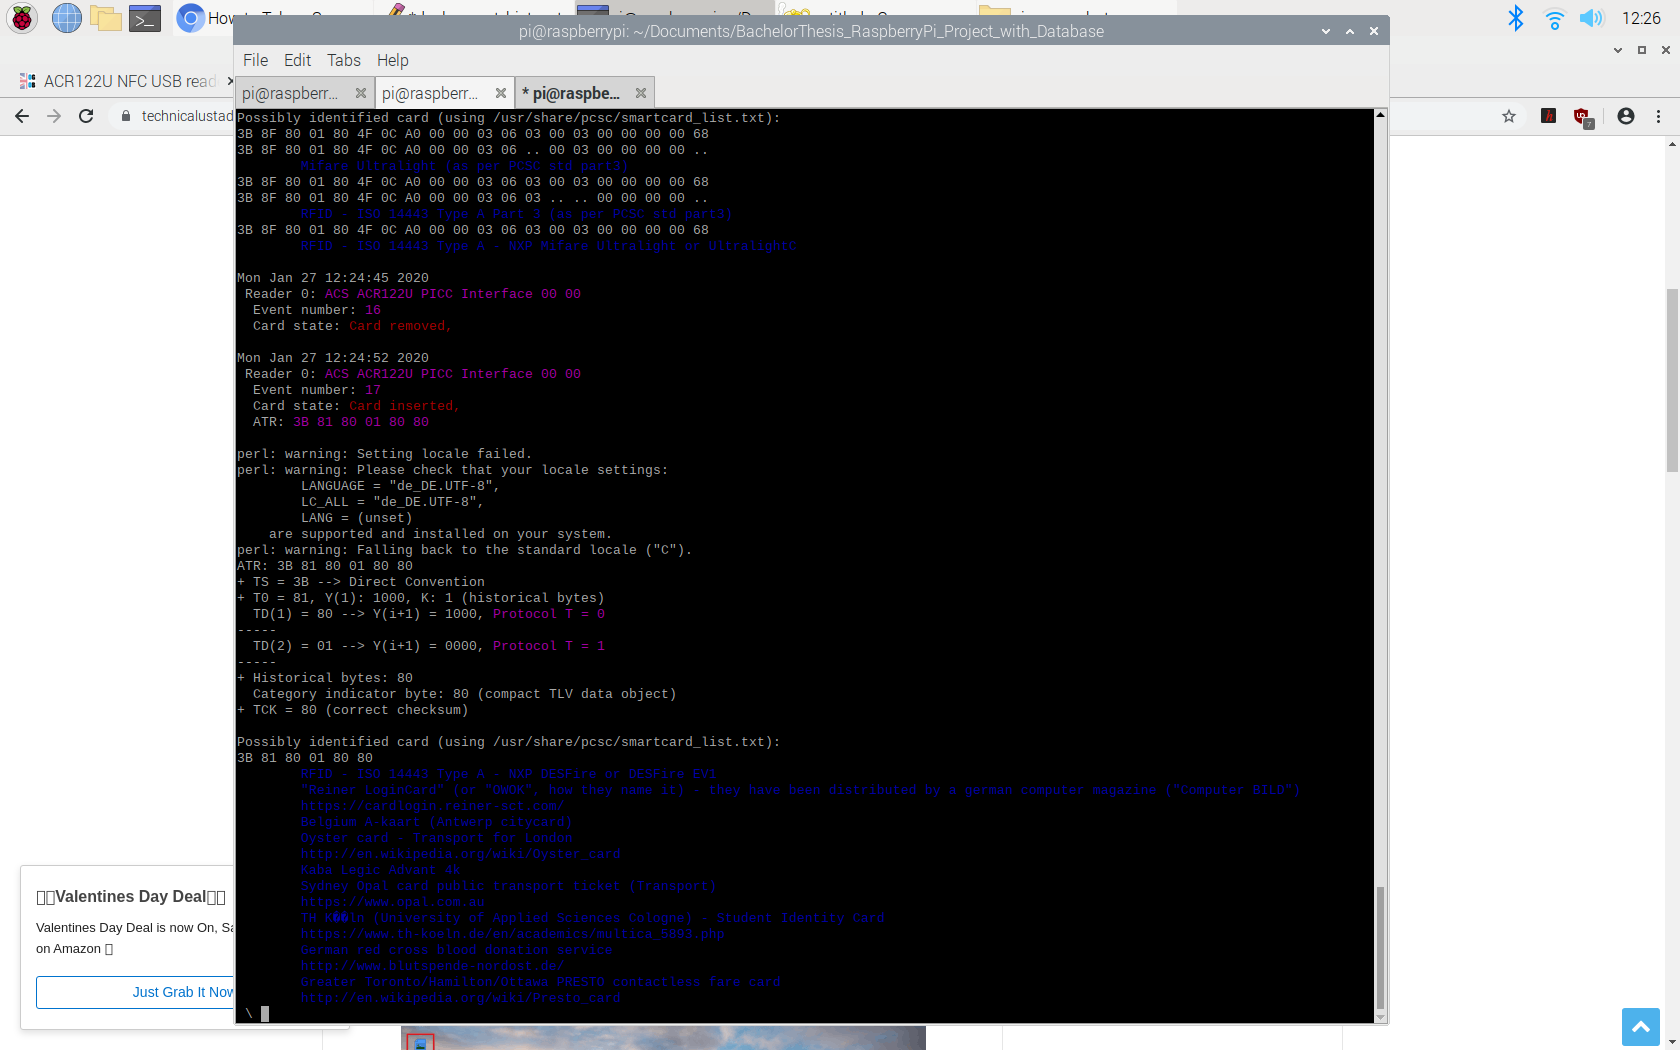 12:26
pi@raspberrypi: ~/Documents/BachelorThesis_RaspberryPi_Project_with_Database
File Edit Tabs Help
ACR122U NFC USB read
pi@raspberr...
pi@raspberr...
* pi@raspbe...
technicalustad
Possibly identified card (using /usr/share/pcsc/smartcard_list.txt):
3B 8F 80 01 80 4F 0C A0 00 00 03 06 03 00 03 00 00 00 00 68
3B 8F 80 01 80 4F 0C A0 00 00 03 06 .. 00 03 00 00 00 00 ..
Mifare Ultralight (as per PCSC std part3)
3B 8F 80 01 80 4F 0C A0 00 00 03 06 03 00 03 00 00 00 00 68
3B 8F 80 01 80 4F 0C A0 00 00 03 06 03 .. .. 00 00 00 00 ..
RFID - ISO 14443 Type A Part 3 (as per PCSC std part3)
3B 8F 80 01 80 4F 0C A0 00 00 03 06 03 00 03 00 00 00 00 68
RFID - ISO 14443 Type A - NXP Mifare Ultralight or UltralightC
Mon Jan 27 12:24:45 2020
Reader 0: ACS ACR122U PICC Interface 00 00
Event number: 16
Card state: Card removed,
Mon Jan 27 12:24:52 2020
Reader 0: ACS ACR122U PICC Interface 00 00
Event number: 17
Card state: Card inserted,
ATR: 3B 81 80 01 80 80
perl: warning: Setting locale failed.
perl: warning: Please check that your locale settings:
LANGUAGE = "de_DE.UTF-8",
LC_ALL = "de_DE.UTF-8",
LANG = (unset)
are supported and installed on your system.
perl: warning: Falling back to the standard locale ("C").
ATR: 3B 81 80 01 80 80
+ TS = 3B --> Direct Convention
+ T0 = 81, Y(1): 1000, K: 1 (historical bytes)
TD(1) = 80 --> Y(i+1) = 1000, Protocol T = 0
-----
TD(2) = 01 --> Y(i+1) = 0000, Protocol T = 1
-----
+ Historical bytes: 80
Category indicator byte: 80 (compact TLV data object)
+ TCK = 80 (correct checksum)
Possibly identified card (using /usr/share/pcsc/smartcard_list.txt):
3B 81 80 01 80 80
RFID - ISO 14443 Type A - NXP DESFire or DESFire EV1
"Reiner LoginCard" (or "OWOK", how they name it) - they have been distributed by a german computer magazine ("Computer BILD")
https://cardlogin.reiner-sct.com/
Belgium A-kaart (Antwerp citycard)
Oyster card - Transport for London
http://en.wikipedia.org/wiki/Oyster_card
Kaba Legic Advant 4k
Sydney Opal card public transport ticket (Transport)
https://www.opal.com.au
TH K��ln (University of Applied Sciences Cologne) - Student Identity Card
https://www.th-koeln.de/en/academics/multica_5893.php
German red cross blood donation service
http://www.blutspende-nordost.de/
Greater Toronto/Hamilton/Ottawa PRESTO contactless fare card
http://en.wikipedia.org/wiki/Presto_card
\
Valentines Day Deal
Valentines Day Deal is now On, Sa
on Amazon
Just Grab It Now